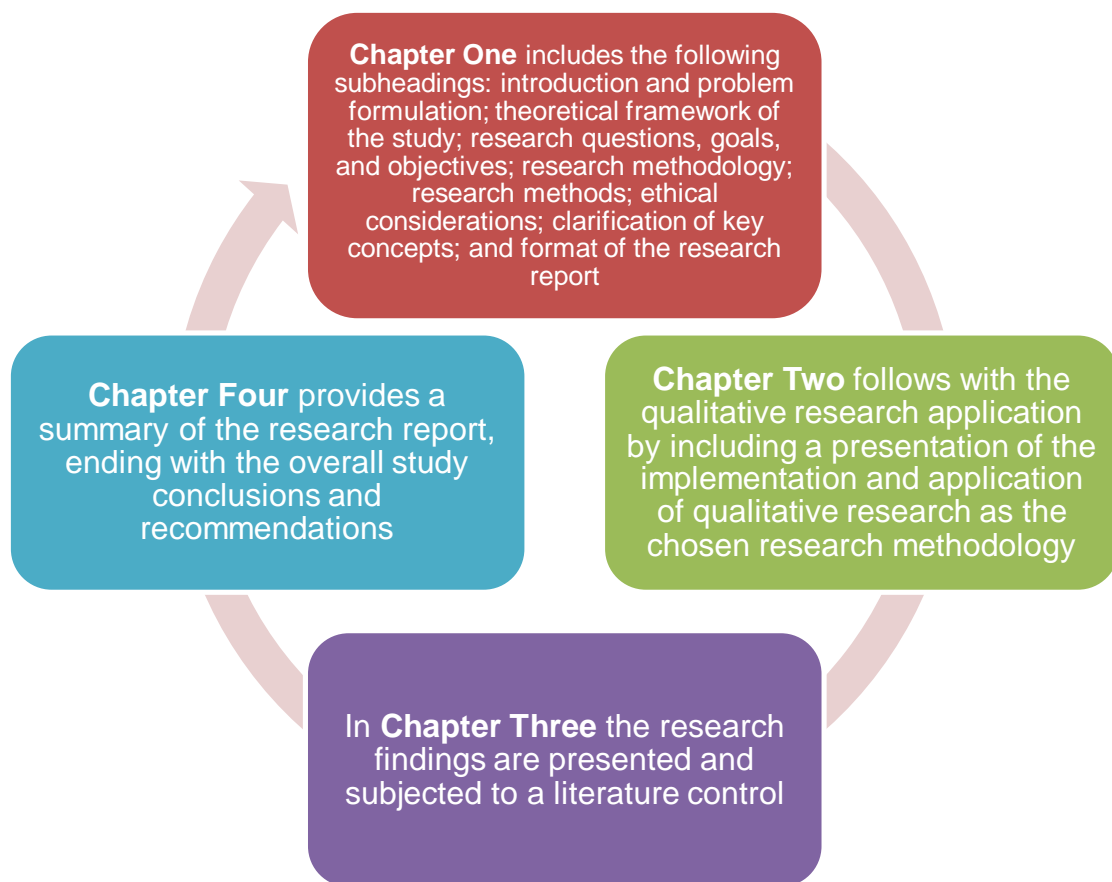 Chapter One includes the following
subheadings: introduction and problem
formulation; theoretical framework of
the study; research questions, goals,
and objectives; research methodology;
research methods; ethical
considerations; clarification of key
concepts; and format of the research
report
Chapter Two follows with the
qualitative research application
by including a presentation of the
implementation and application
of qualitative research as the
chosen research methodology
In Chapter Three the research
findings are presented and
subjected to a literature control
Chapter Four provides a
summary of the research report,
ending with the overall study
conclusions and
recommendations